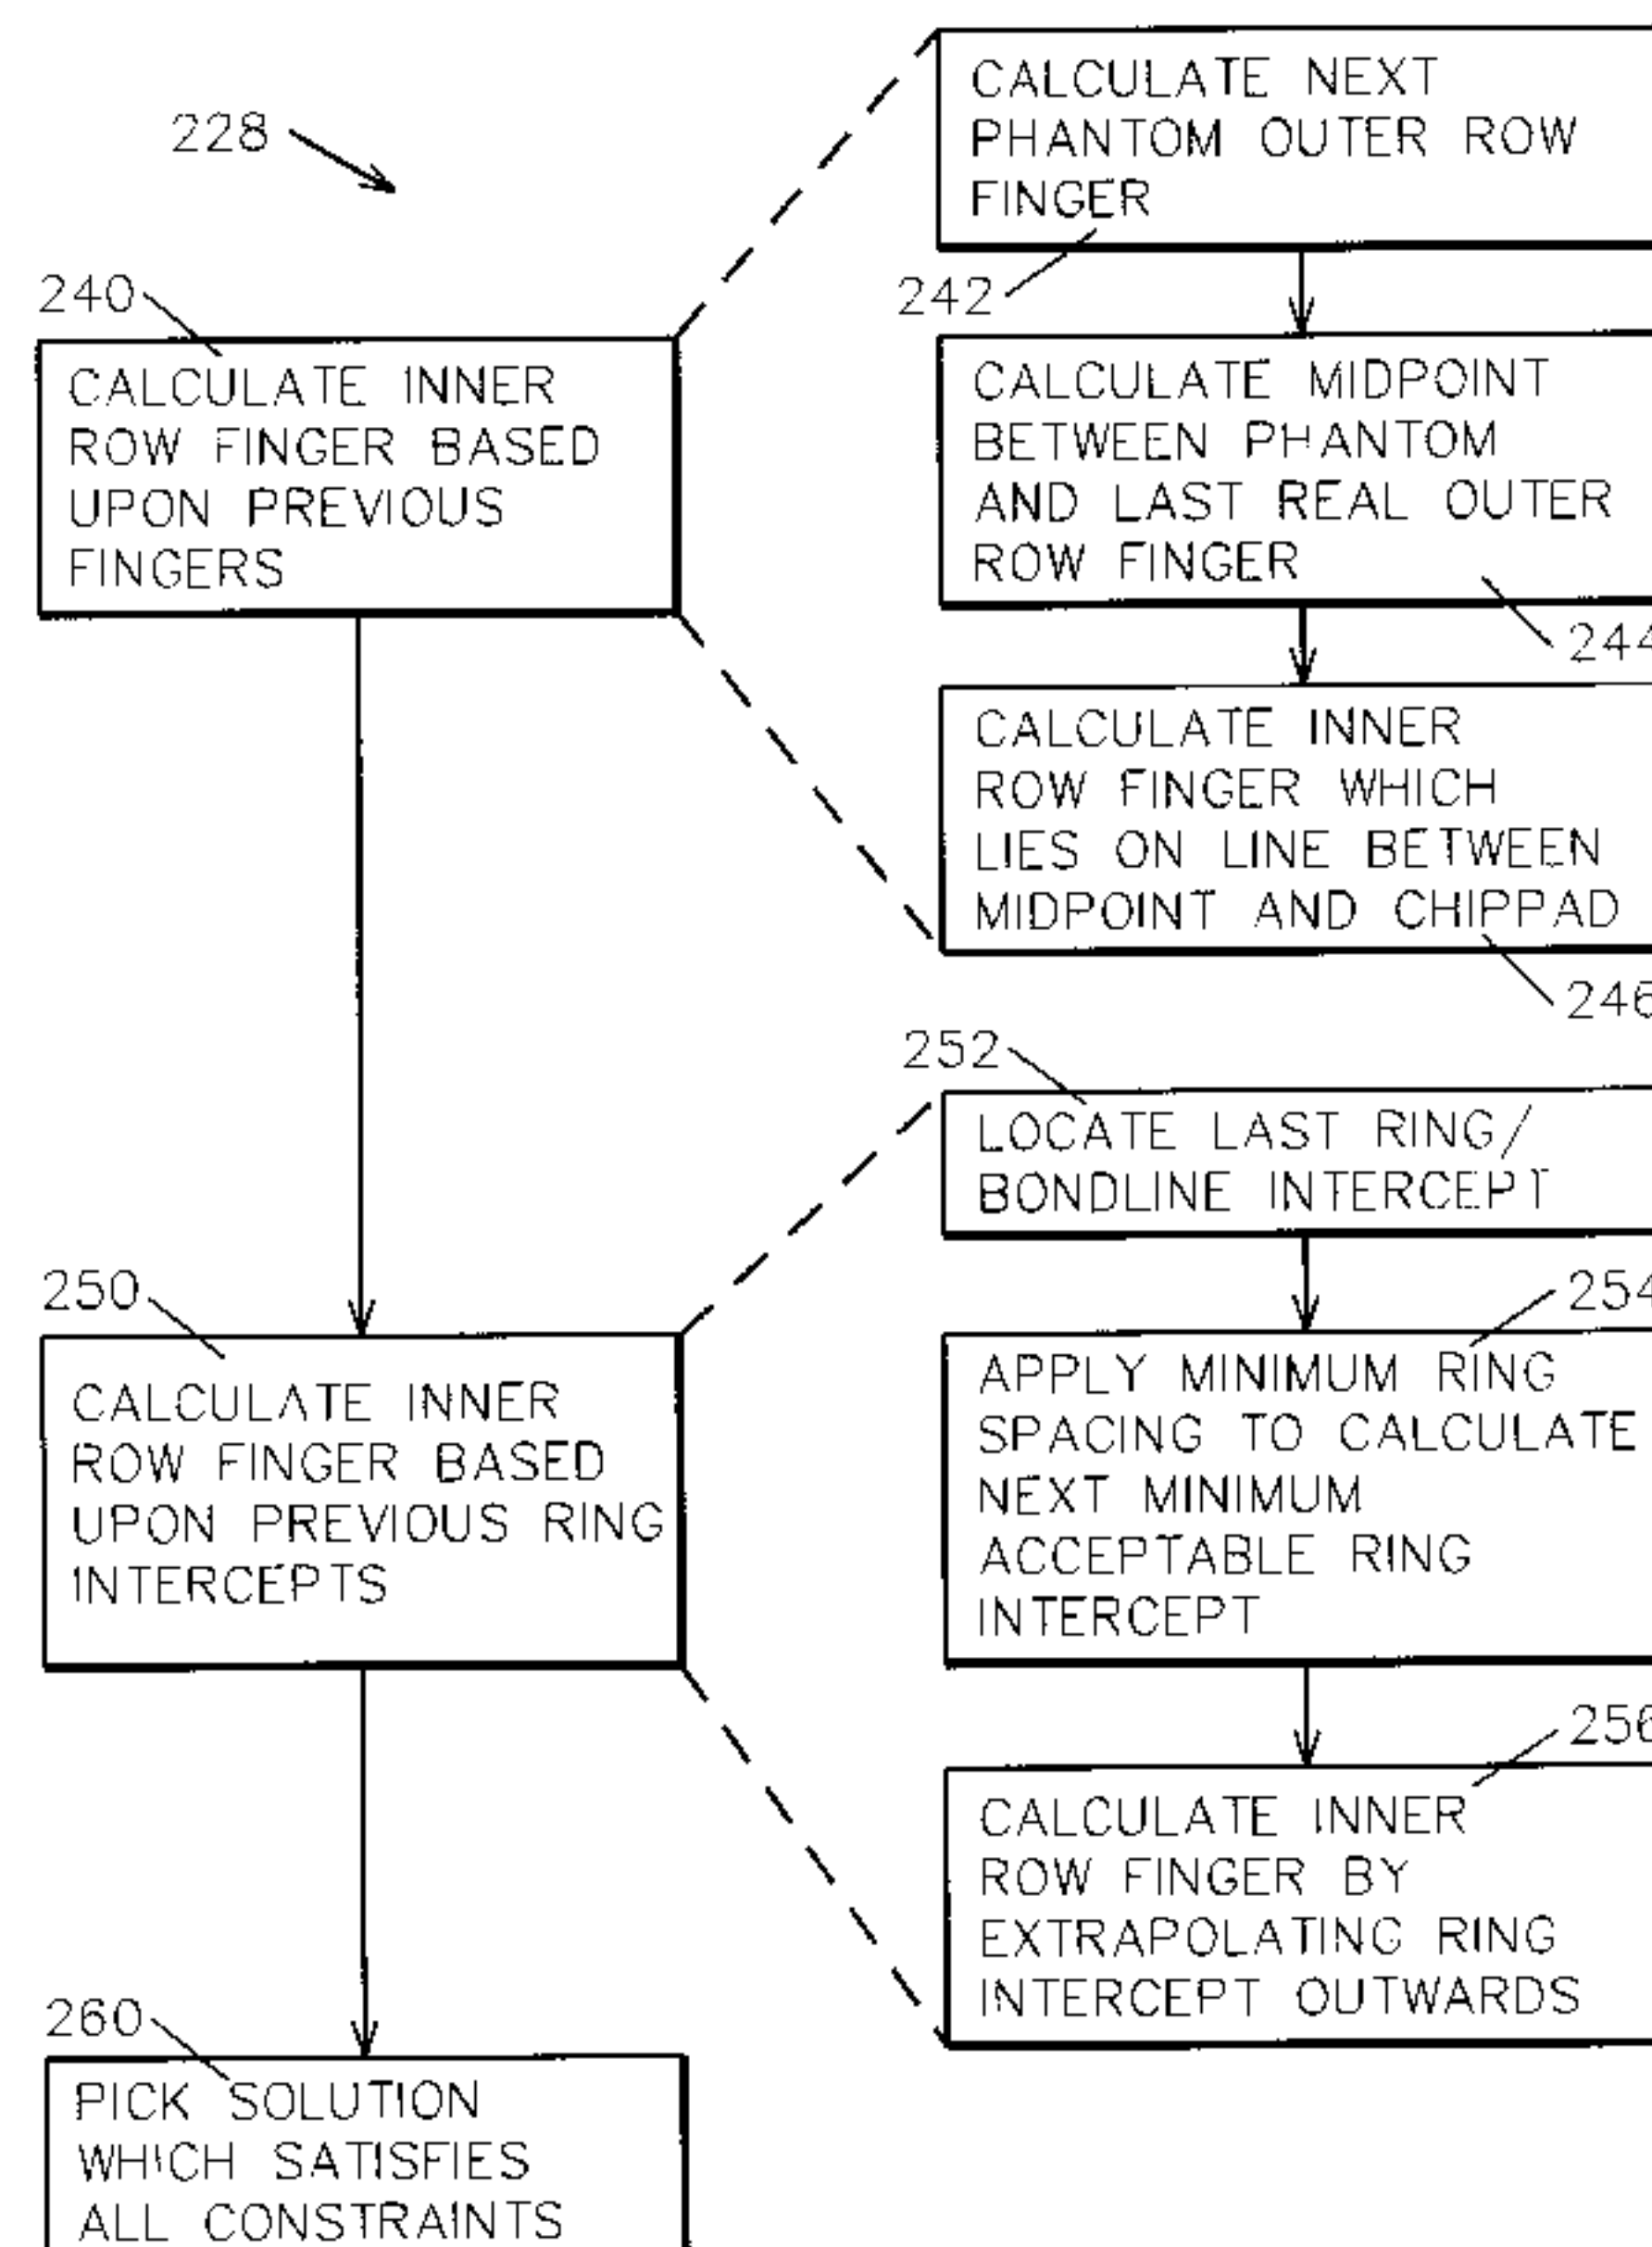 228
240
CALCULATE INNER
ROW FINGER BASED
UPON PREVIOUS
FINGERS
CALCULATE NEXT
PHANTOM OUTER ROW
FINGER
242
CALCULATE MIDPOINT
BETWEEN PHANTOM
AND LAST REAL OUTER
ROW FINGER
244
CALCULATE INNER
ROW FINGER WHICH
LIES ON LINE BETWEEN
MIDPOINT AND CHIPPAD
246
250
CALCULATE INNER
ROW FINGER BASED
UPON PREVIOUS RING
INTERCEPTS
252
LOCATE LAST RING/
BONDLINE INTERCEPT
254
APPLY MINIMUM RING
SPACING TO CALCULATE
NEXT MINIMUM
ACCEPTABLE RING
INTERCEPT
256
CALCULATE INNER
ROW FINGER BY
EXTRAPOLATING RING
INTERCEPT OUTWARDS
260
PICK SOLUTION
WHICH SATISFIES
ALL CONSTRAINTS